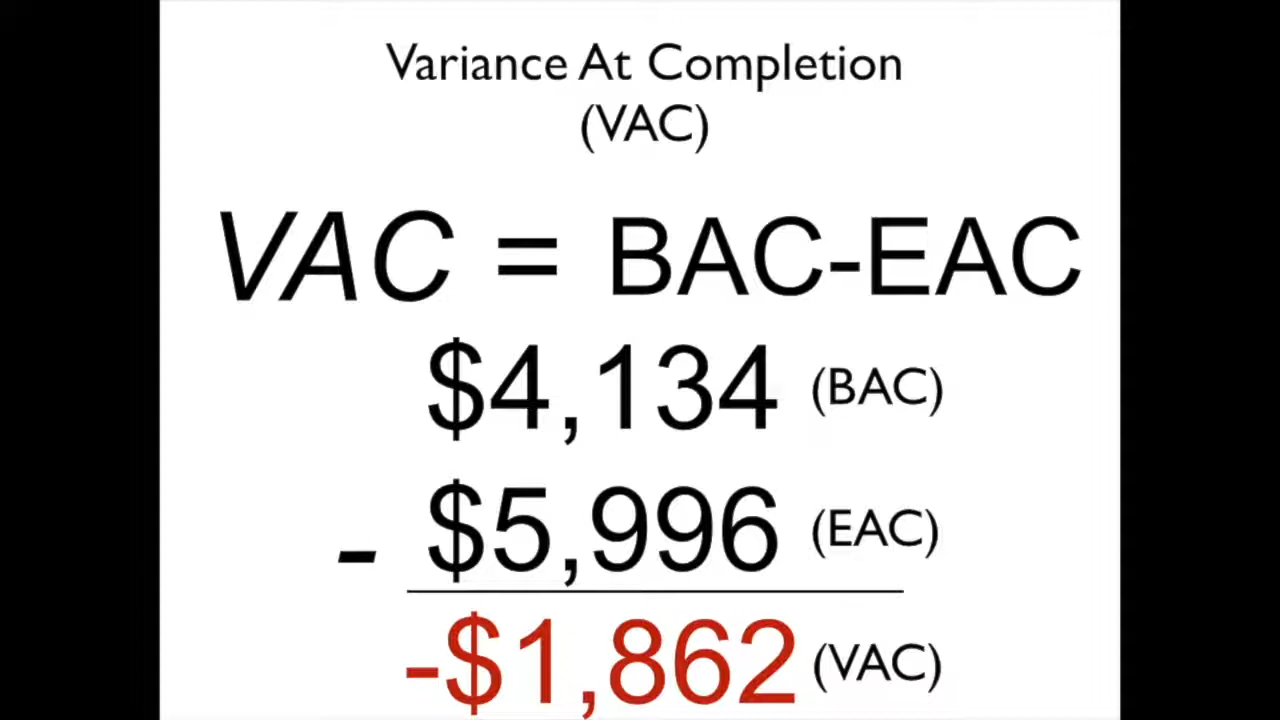 Variance At Completion
(VAC)
VAC = BAC-EAC
$4,134 (BAC)
- $5,996 (EAC)
-$1,862 (VAC)